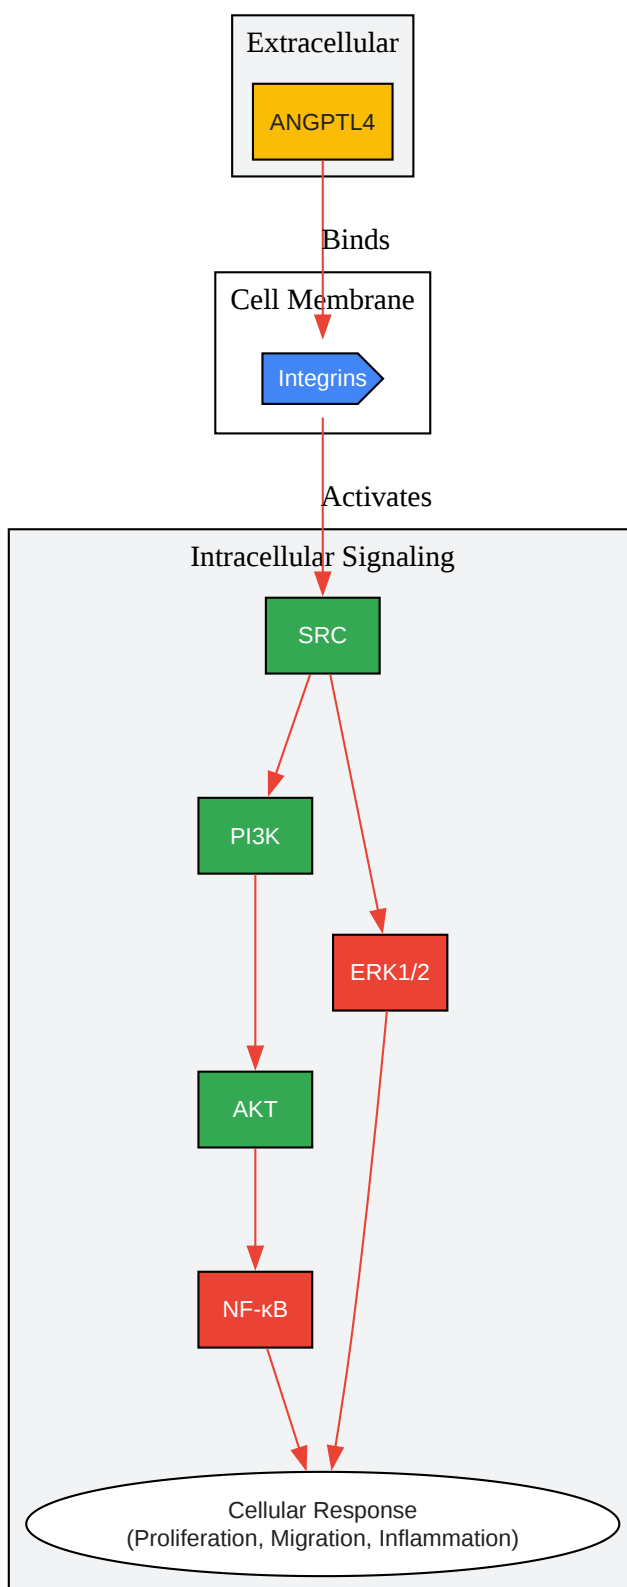 Extracellular
ANGPTL4
Binds
Cell Membrane
Integrins
Activates
Intracellular Signaling
SRC
PI3K
ERK1/2
AKT
NF-κB
Cellular Response
(Proliferation, Migration, Inflammation)